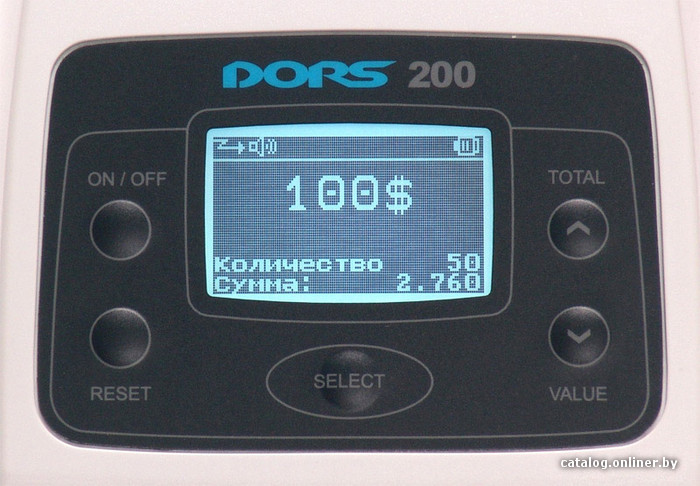 DORS 200
ON / OFF
TOTAL
100$
Количество 50
Сумма: 2.760
RESET
SELECT
VALUE
catalog.onliner.by